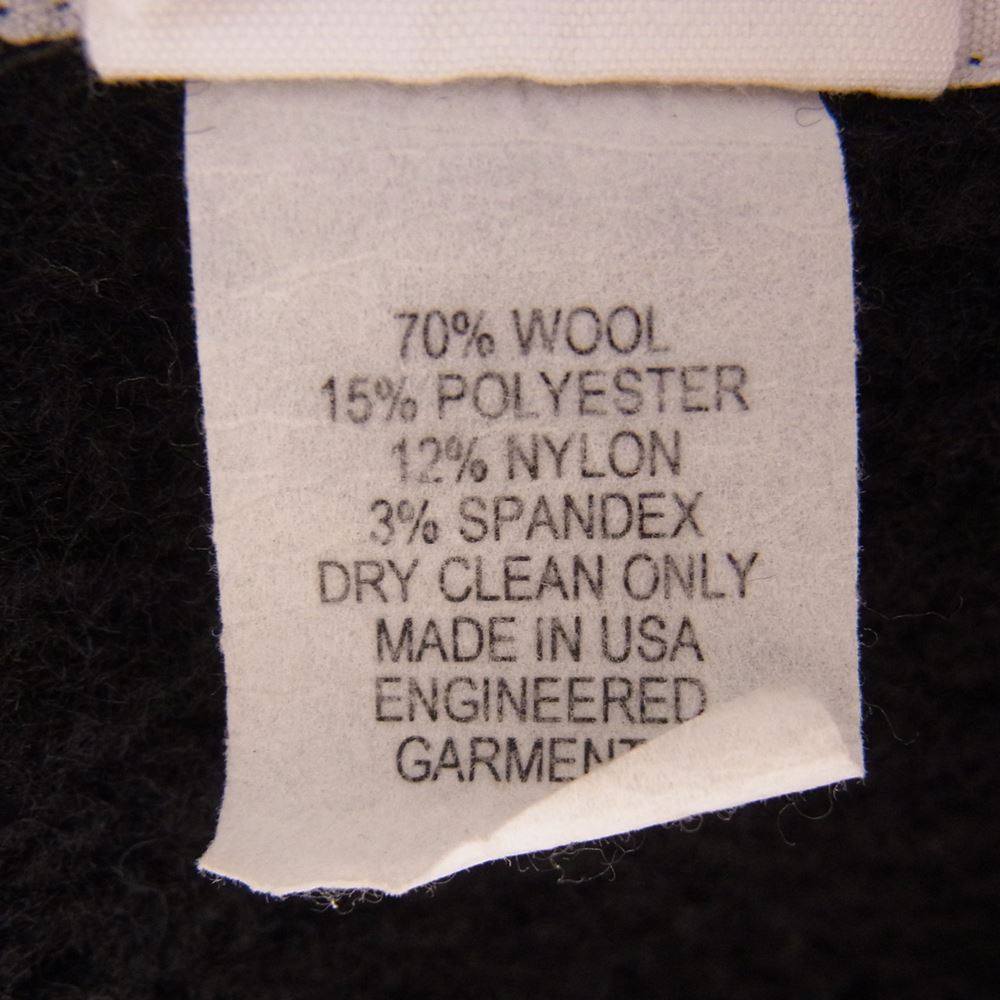 70% WOOL
15% POLYESTER
12% NYLON
3% SPANDEX
DRY CLEAN ONLY
MADE IN USA
ENGINEERED
GARMENT